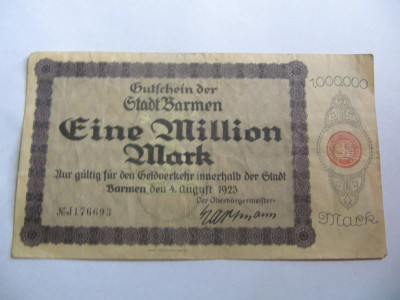 Gutschein der
Stadt Barmen
Eine Million
Mark
Nur gültig für den Geldverkehr innerhalb der Stadt
Barmen den 4. August 1923
Der Oberbürgermeister
№ J 176693
1,000,000
Mark